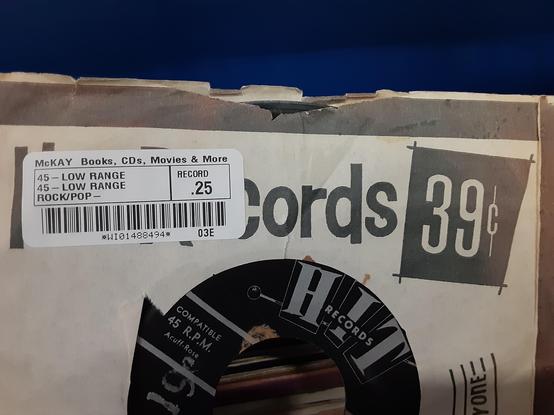 McKAY Books, CDs, Movies & More
45 – LOW RANGE
45 – LOW RANGE
ROCK/POP –
RECORD
.25
*WI01488494* 03E
39¢
HIT
RECORDS
COMPATIBLE
45 R.P.M.
Acuff-Rose